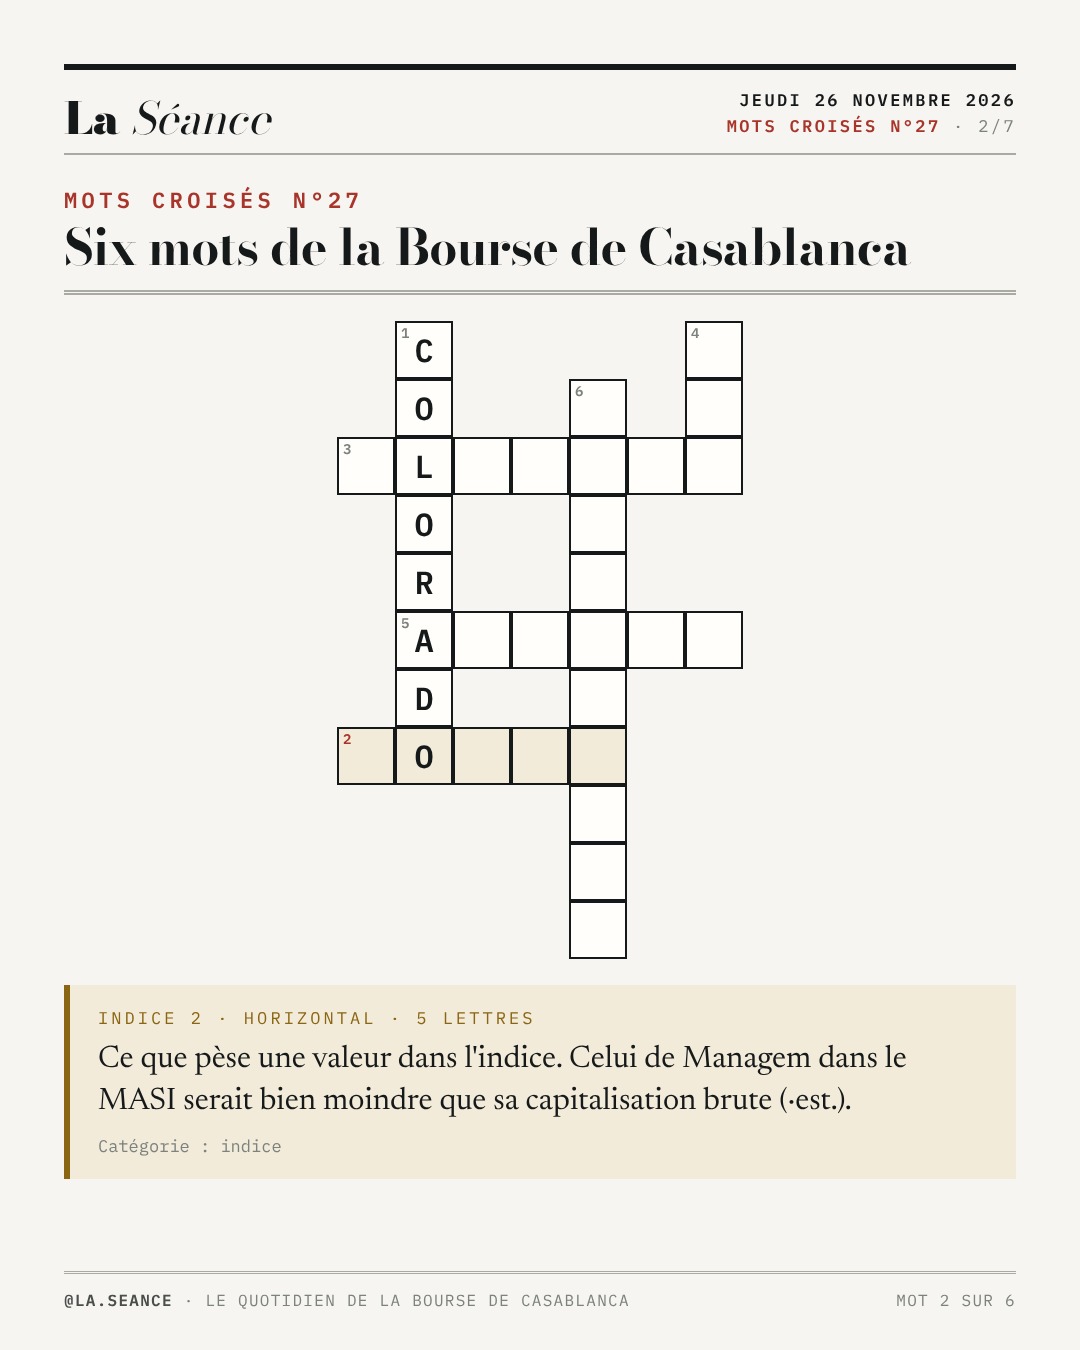 La Séance
JEUDI 26 NOVEMBRE 2026
MOTS CROISÉS N°27 · 2/7
MOTS CROISÉS N°27
Six mots de la Bourse de Casablanca
1 C 4
O 6
3 L
O
R
5 A
D
2 O
INDICE 2 · HORIZONTAL · 5 LETTRES
Ce que pèse une valeur dans l'indice. Celui de Managem dans le
MASI serait bien moindre que sa capitalisation brute (·est.).
Catégorie : indice
@LA.SEANCE · LE QUOTIDIEN DE LA BOURSE DE CASABLANCA
MOT 2 SUR 6